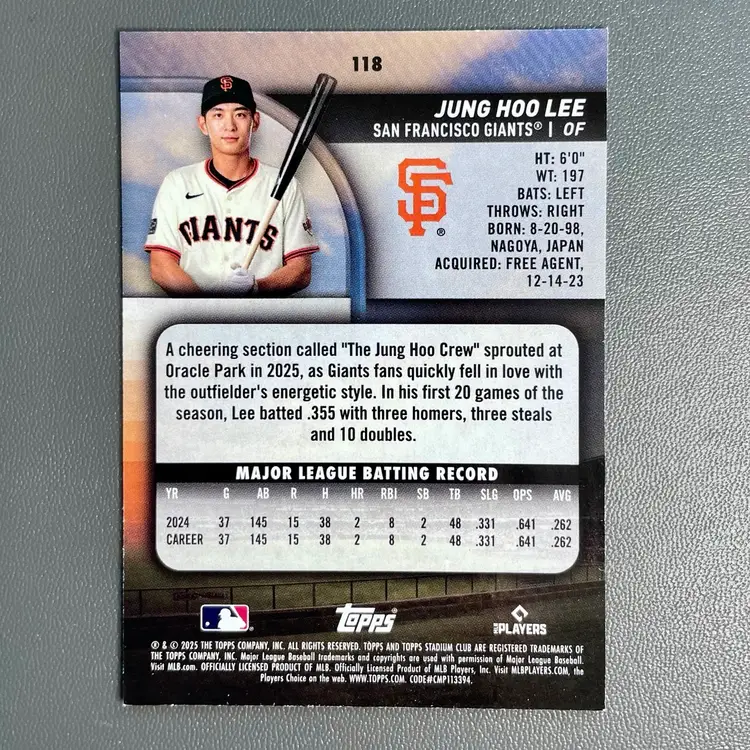 118
JUNG HOO LEE
SAN FRANCISCO GIANTS® | OF
SF
GIANTS
SF
®
HT: 6'0"
WT: 197
BATS: LEFT
THROWS: RIGHT
BORN: 8-20-98,
NAGOYA, JAPAN
ACQUIRED: FREE AGENT,
12-14-23
A cheering section called "The Jung Hoo Crew" sprouted at
Oracle Park in 2025, as Giants fans quickly fell in love with
the outfielder's energetic style. In his first 20 games of the
season, Lee batted .355 with three homers, three steals
and 10 doubles.
MAJOR LEAGUE BATTING RECORD
YR G AB R H HR RBI SB TB SLG OPS AVG
2024 37 145 15 38 2 8 2 48 .331 .641 .262
CAREER 37 145 15 38 2 8 2 48 .331 .641 .262
topps
PLAYERS
® & © 2025 THE TOPPS COMPANY, INC. ALL RIGHTS RESERVED. TOPPS AND TOPPS STADIUM CLUB ARE REGISTERED TRADEMARKS OF
THE TOPPS COMPANY, INC. Major League Baseball trademarks and copyrights are used with permission of Major League Baseball.
Visit MLB.com. OFFICIALLY LICENSED PRODUCT OF MLB. Officially Licensed Product of MLB Players, Inc. Visit MLBPLAYERS.COM, the
Players Choice on the web. WWW.TOPPS.COM. CODE#CMP113394.